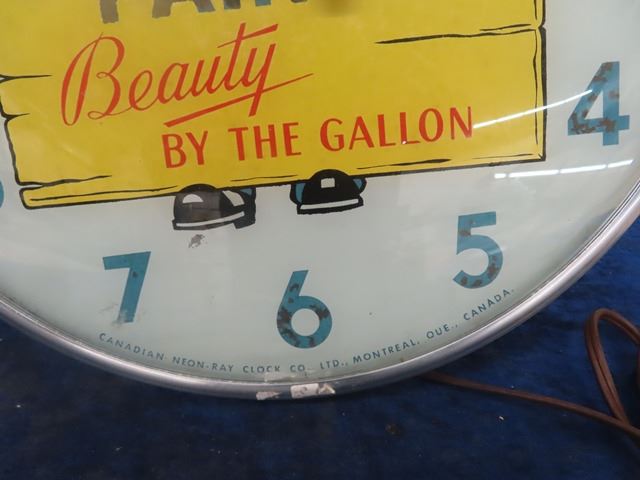 Beauty
BY THE GALLON
4
5
7
6
CANADIAN NEON-RAY CLOCK CO., LTD., MONTREAL, QUE., CANADA.